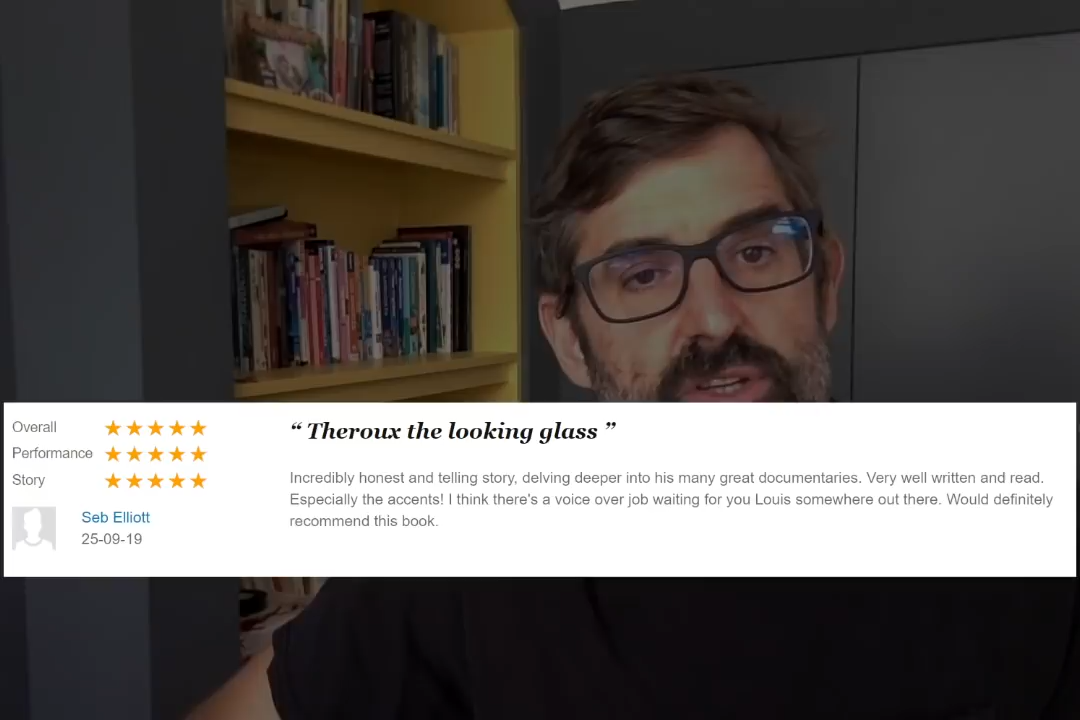 Overall
Performance
Story
Seb Elliott
25-09-19
“ Theroux the looking glass ”
Incredibly honest and telling story, delving deeper into his many great documentaries. Very well written and read.
Especially the accents! I think there's a voice over job waiting for you Louis somewhere out there. Would definitely
recommend this book.